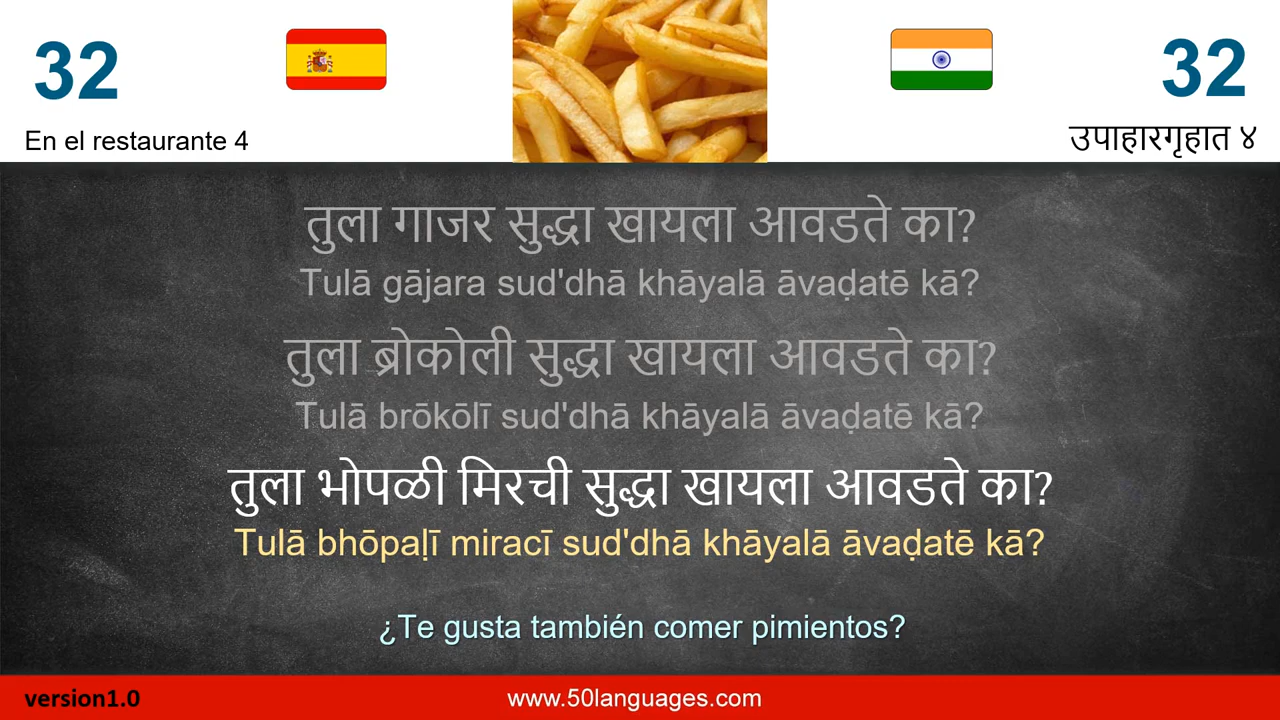 32
32
En el restaurante 4
उपाहारगृहात ४
तुला गाजर सुद्धा खायला आवडते का?
Tulā gājara sud'dhā khāyalā āvaḍatē kā?
तुला ब्रोकोली सुद्धा खायला आवडते का?
Tulā brōkōlī sud'dhā khāyalā āvaḍatē kā?
तुला भोपळी मिरची सुद्धा खायला आवडते का?
Tulā bhōpaḷī miracī sud'dhā khāyalā āvaḍatē kā?
¿Te gusta también comer pimientos?
version1.0
www.50languages.com